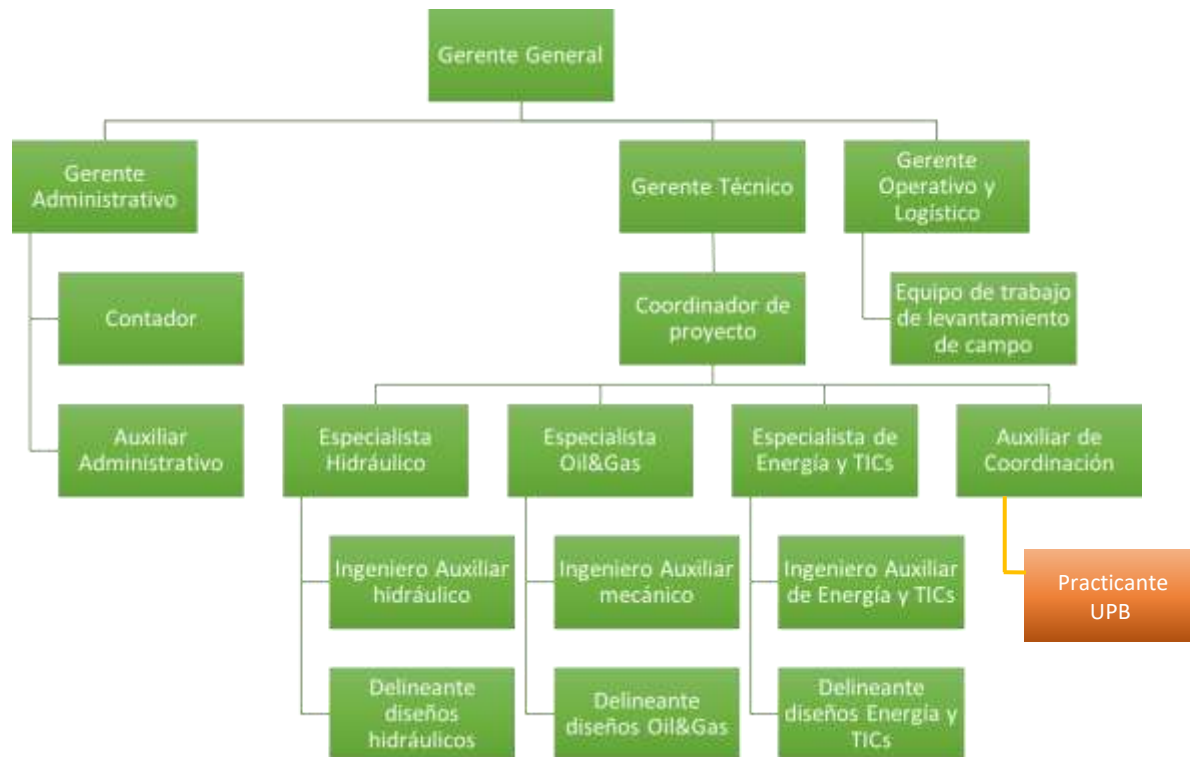 Gerente General
Gerente
Administrativo
Gerente Técnico
Gerente
Operativo y
Logístico
Contador
Coordinador de
proyecto
Equipo de trabajo
de levantamiento
de campo
Auxiliar
Administrativo
Especialista
Hidráulico
Especialista
Oil&Gas
Especialista de
Energía y TICs
Auxiliar de
Coordinación
Ingeniero Auxiliar
hidráulico
Ingeniero Auxiliar
mecánico
Ingeniero Auxiliar
de Energía y TICs
Practicante
UPB
Delineante
diseños
hidráulicos
Delineante
diseños Oil&Gas
Delineante
diseños Energía y
TICs